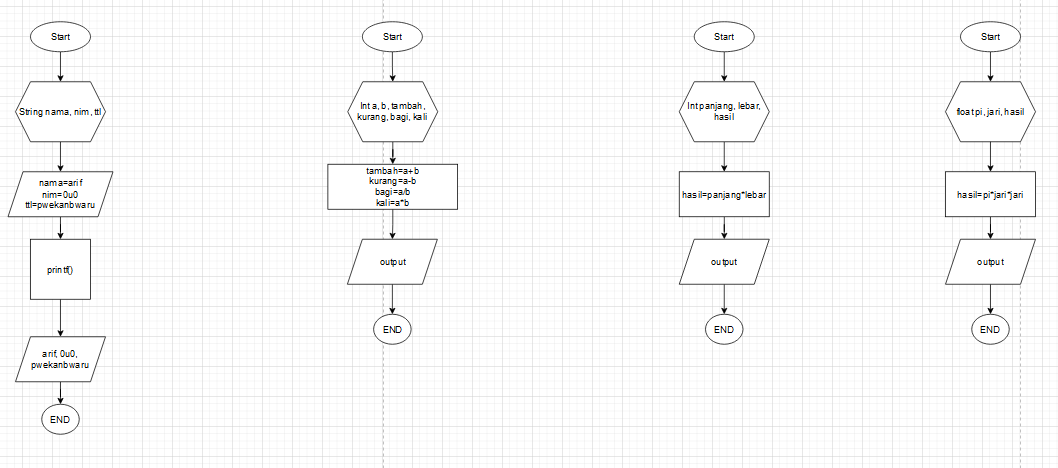 Start
String nama, nim, ttl
nama=arif
nim=0u0
ttl=pwekanbwaru
printf()
arif, 0u0,
pwekanbwaru
END
Start
Int a, b, tambah,
kurang, bagi, kali
tambah=a+b
kurang=a-b
bagi=a/b
kali=a*b
output
END
Start
Int panjang, lebar,
hasil
hasil=panjang*lebar
output
END
Start
float pi, jari, hasil
hasil=pi*jari*jari
output
END